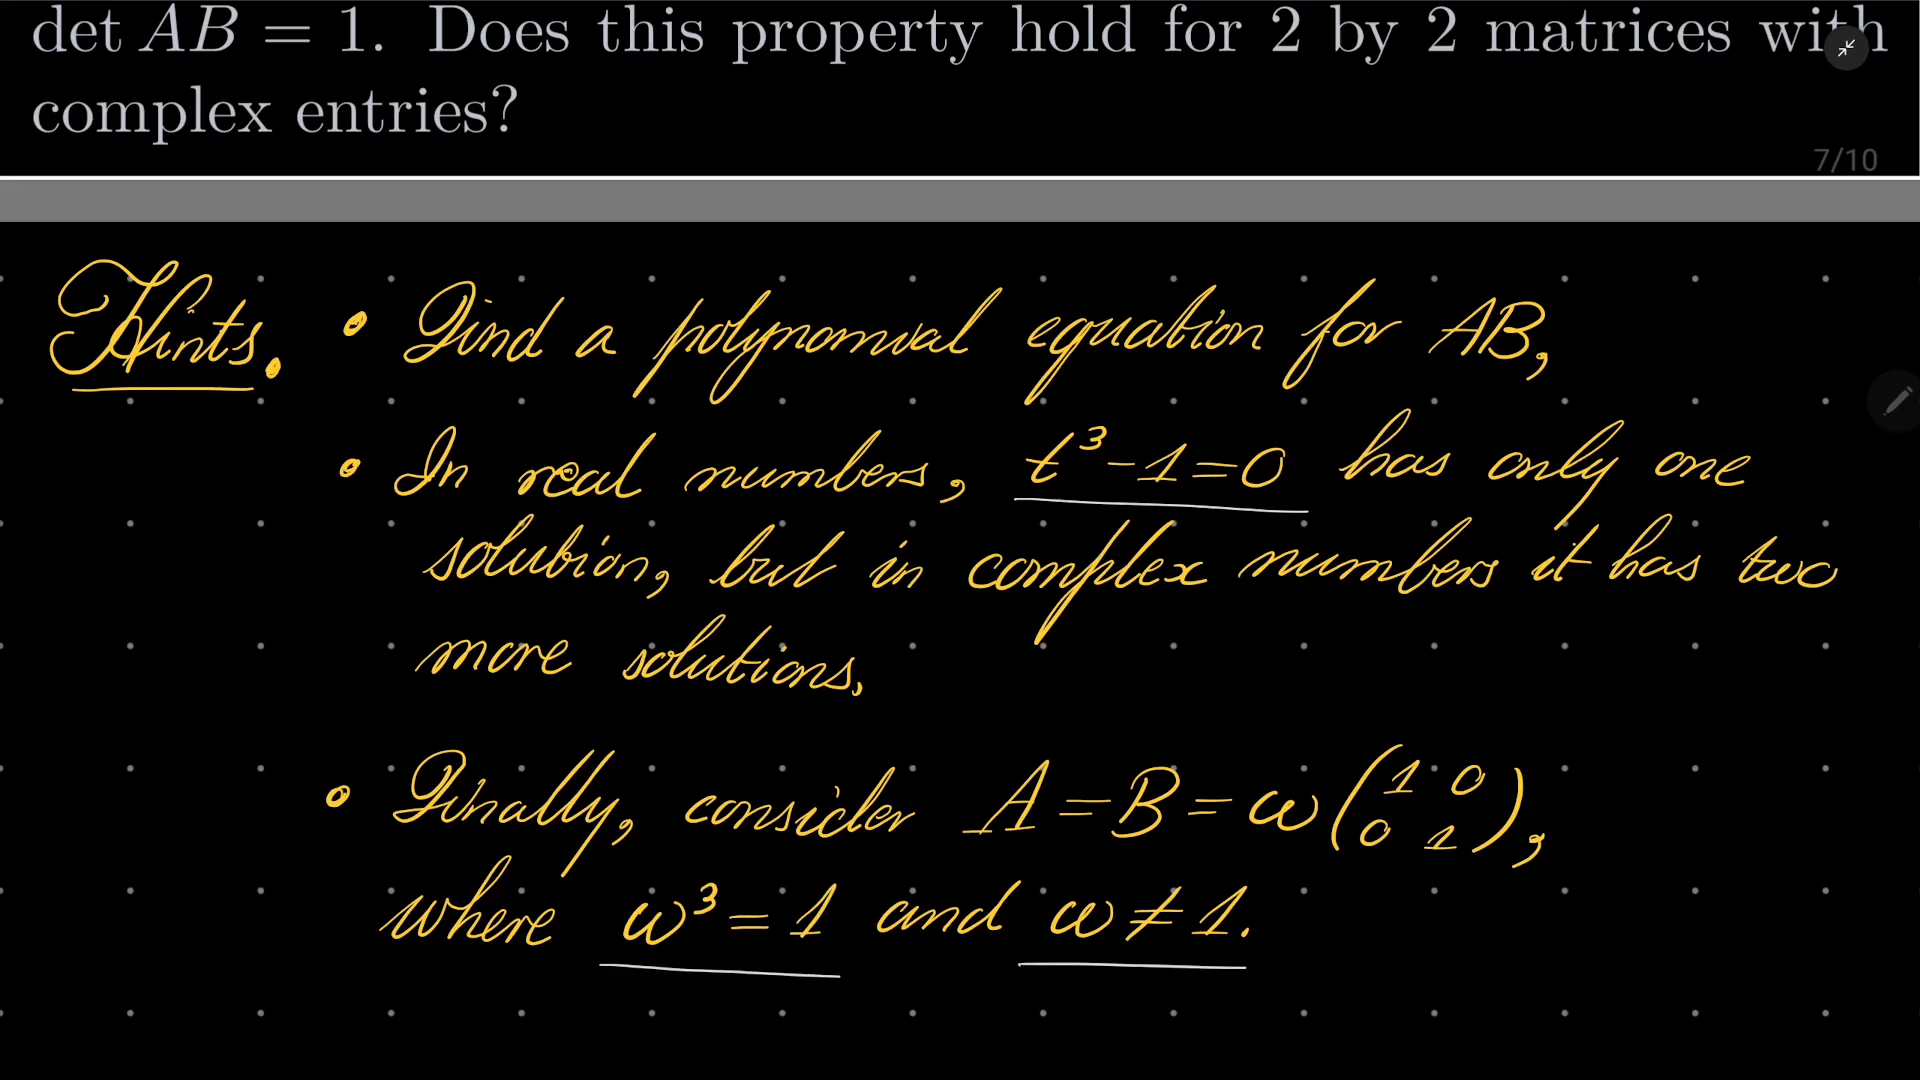 det AB = 1. Does this property hold for 2 by 2 matrices with
complex entries?
7/10
Hints. • Find a polynomial equation for AB,
• In real numbers, t³-1=0 has only one
solution, but in complex numbers it has two
more solutions.
• Finally, consider A=B=ω(1 0
0 1),
where ω³=1 and ω≠1.